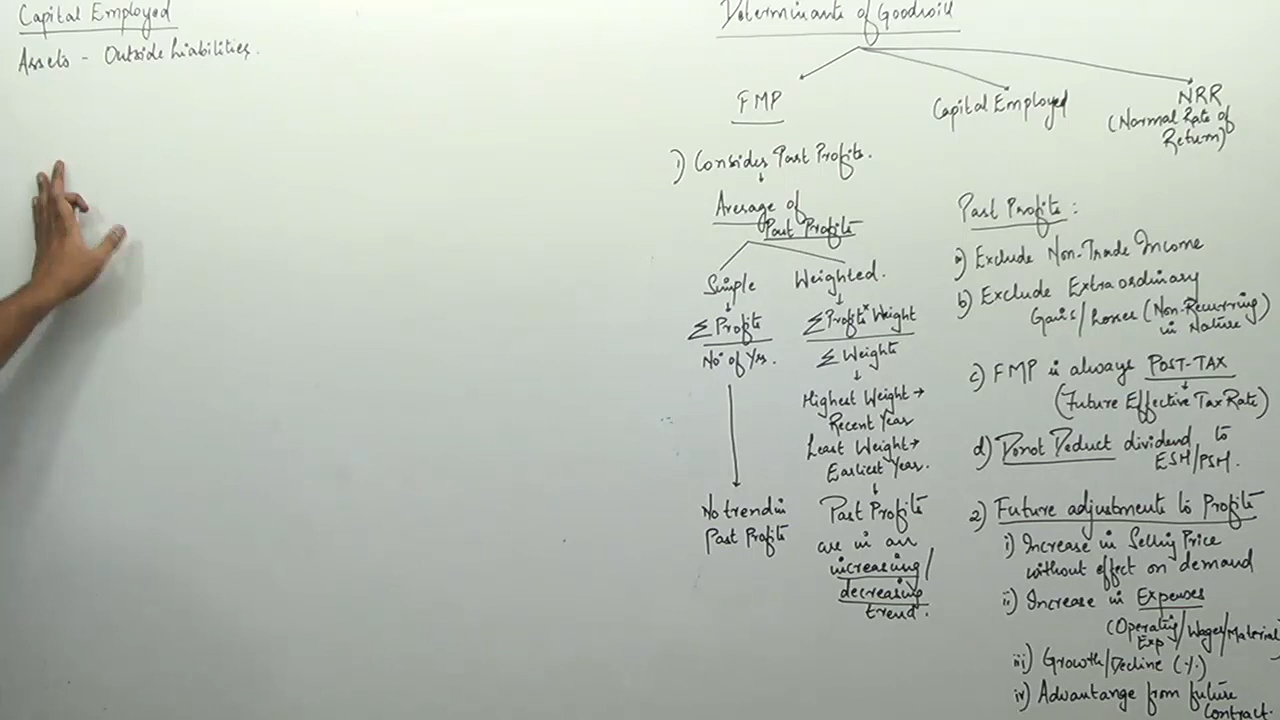 Capital Employed
Assets - Outside Liabilities.
Determinants of Goodwill
FMP
Capital Employed
NRR
(Normal Rate of
Return)
1) Considers Past Profits.
Average of
Past Profits
Simple
Weighted.
Σ Profits
No. of Yrs.
Σ Profits × Weight
Σ Weight
Highest Weight →
Recent Year
Least Weight →
Earliest Year.
No trend in
Past Profits
Past Profits
are in an
increasing/
decreasing
trend.
Past Profits :
a) Exclude Non-Trade Income
b) Exclude Extraordinary
Gains/Losses (Non-Recurring)
in Nature
c) FMP is always POST-TAX
(Future Effective Tax Rate)
d) Donot Deduct dividend to
ESH/PSH.
2) Future adjustments to Profits
i) Increase in Selling Price
without effect on demand
ii) Increase in Expenses
(Operating/Wages/Material)
Exp
iii) Growth/Decline (%)
iv) Advantange from future
Contract.